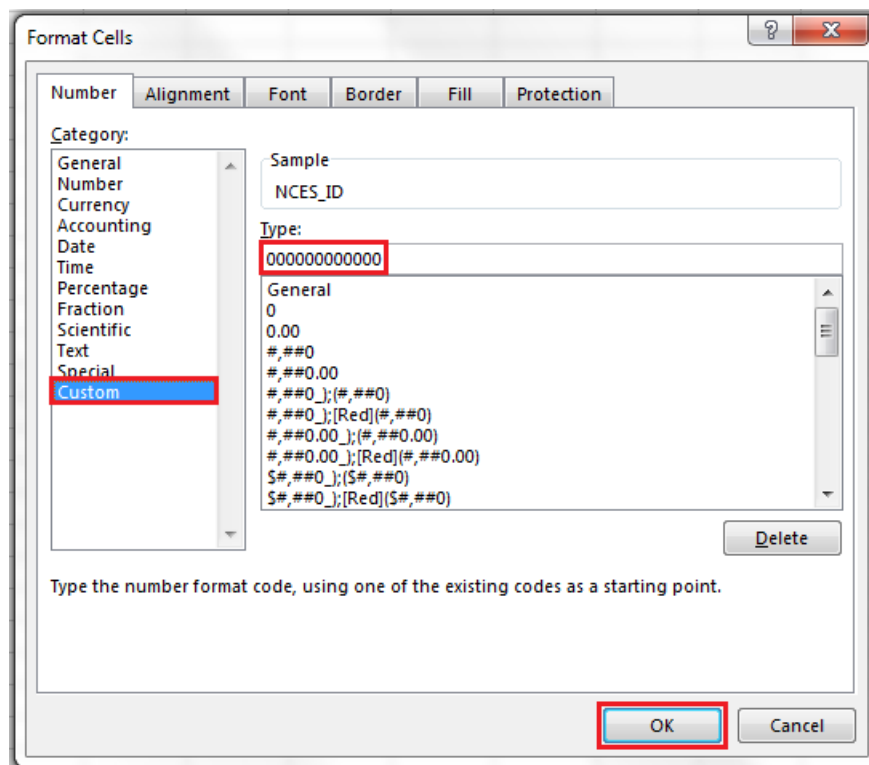 Format Cells
Number Alignment Font Border Fill Protection
Category:
General
Number
Currency
Accounting
Date
Time
Percentage
Fraction
Scientific
Text
Special
Custom
Sample
NCES_ID
Type:
000000000000
General
0
0.00
#,##0
#,##0.00
#,##0_);(#,##0)
#,##0_);[Red](#,##0)
#,##0.00_);(#,##0.00)
#,##0.00_);[Red](#,##0.00)
$#,##0_);($#,##0)
$#,##0_);[Red]($#,##0)
Delete
Type the number format code, using one of the existing codes as a starting point.
OK Cancel